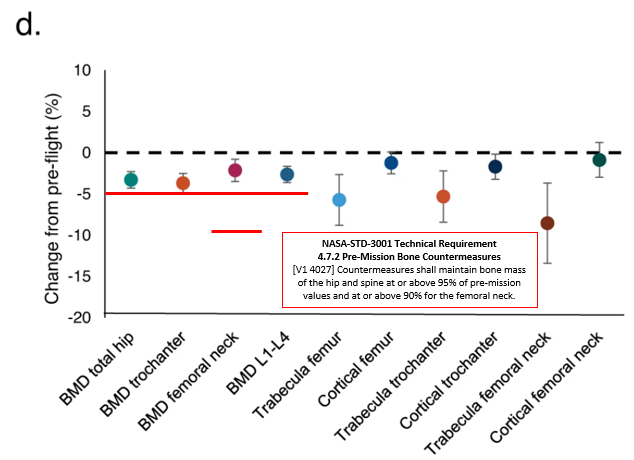 d.
Change from pre-flight (%)
10
5
0
-5
-10
-15
-20
NASA-STD-3001 Technical Requirement
4.7.2 Pre-Mission Bone Countermeasures
[V1 4027] Countermeasures shall maintain bone mass
of the hip and spine at or above 95% of pre-mission
values and at or above 90% for the femoral neck.
BMD total hip
BMD trochanter
BMD femoral neck
BMD L1-L4
Trabecula femur
Cortical femur
Trabecula trochanter
Cortical trochanter
Trabecula femoral neck
Cortical femoral neck